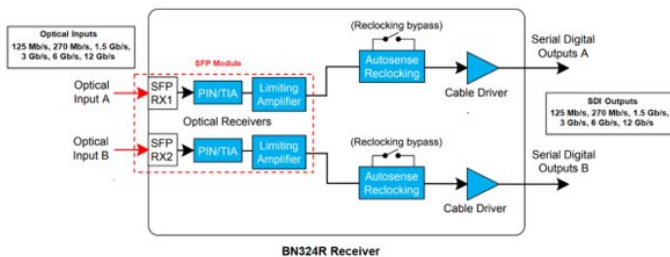 Optical Inputs
125 Mb/s, 270 Mb/s, 1.5 Gb/s,
3 Gb/s, 6 Gb/s, 12 Gb/s
(Reclocking bypass)
Serial Digital
Outputs A
SFP Module
Autosense
Reclocking
Optical
Input A
SFP
RX1
PIN/TIA
Limiting
Amplifier
Cable Driver
Optical Receivers
SDI Outputs
125 Mb/s, 270 Mb/s, 1.5 Gb/s,
3 Gb/s, 6 Gb/s, 12 Gb/s
Optical
Input B
SFP
RX2
PIN/TIA
Limiting
Amplifier
(Reclocking bypass)
Serial Digital
Outputs B
Autosense
Reclocking
Cable Driver
BN324R Receiver